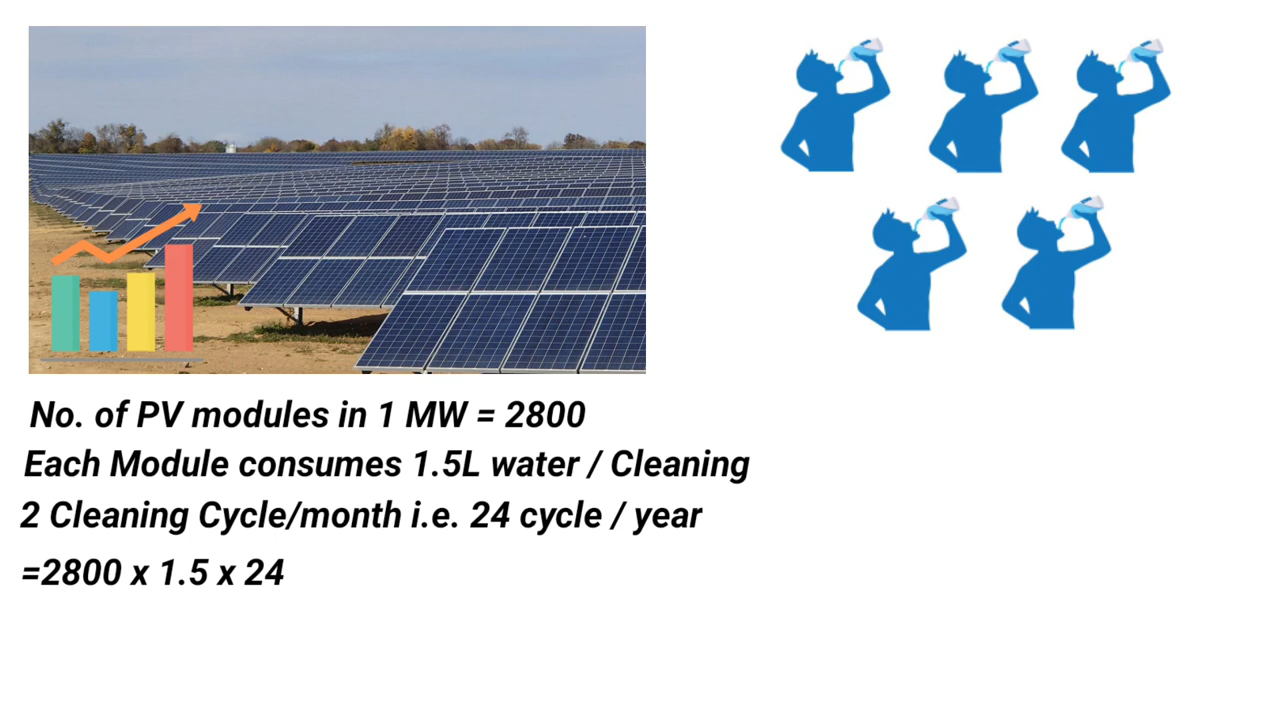 No. of PV modules in 1 MW = 2800
Each Module consumes 1.5L water / Cleaning
2 Cleaning Cycle/month i.e. 24 cycle / year
=2800 x 1.5 x 24